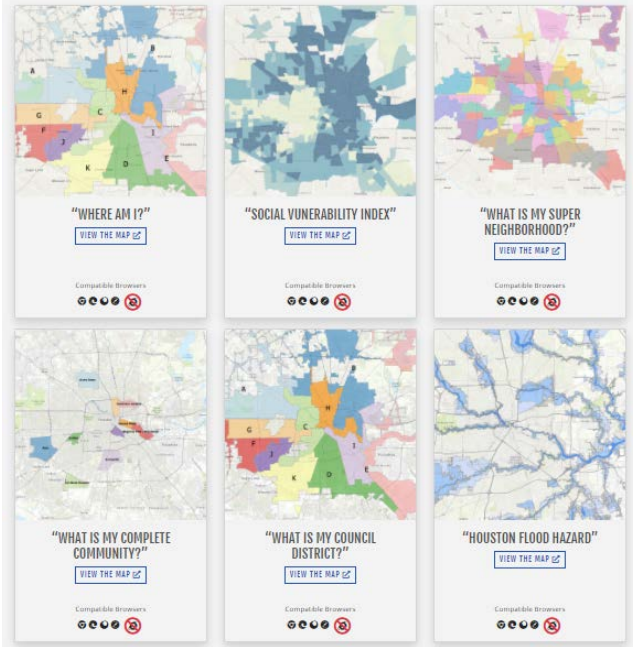 A
B
H
C
G
F
J
I
E
K
D
"WHERE AM I?"
VIEW THE MAP
Compatible Browsers
"SOCIAL VUNERABILITY INDEX"
VIEW THE MAP
Compatible Browsers
"WHAT IS MY SUPER
NEIGHBORHOOD?"
VIEW THE MAP
Compatible Browsers
"WHAT IS MY COMPLETE
COMMUNITY?"
VIEW THE MAP
Compatible Browsers
A
B
H
C
G
F
J
I
E
K
D
"WHAT IS MY COUNCIL
DISTRICT?"
VIEW THE MAP
Compatible Browsers
"HOUSTON FLOOD HAZARD"
VIEW THE MAP
Compatible Browsers